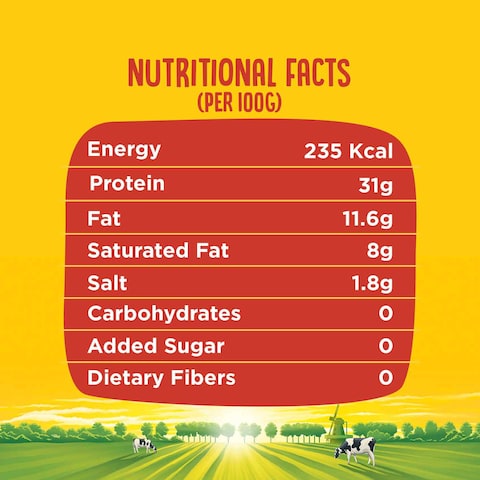 NUTRITIONAL FACTS
(PER 100G)
Energy 235 Kcal
Protein 31g
Fat 11.6g
Saturated Fat 8g
Salt 1.8g
Carbohydrates 0
Added Sugar 0
Dietary Fibers 0